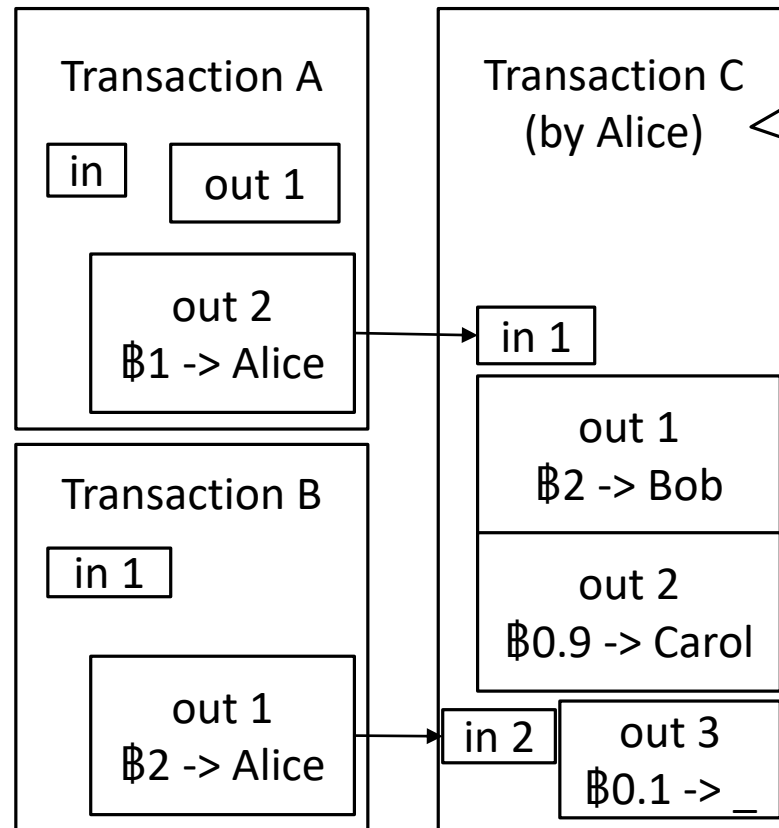 Transaction A
in
out 1
out 2
฿1 -> Alice
Transaction B
in 1
out 1
฿2 -> Alice
Transaction C
(by Alice)
in 1
out 1
฿2 -> Bob
out 2
฿0.9 -> Carol
in 2
out 3
฿0.1 -> _